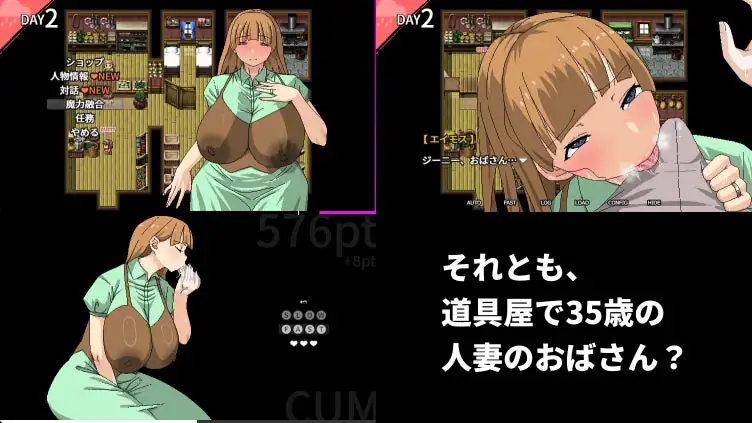 DAY2
ショップ
人物情報♥NEW
対話♥NEW
魔力融合
任務
やめる
DAY2
【エイモス】
ジーニー、おばさん…▼
AUTO FAST LOG LOAD CONFIG HIDE
576pt
+8pt
SLOW
FAST
♥♥♥
CUM
それとも、
道具屋で35歳の
人妻のおばさん？